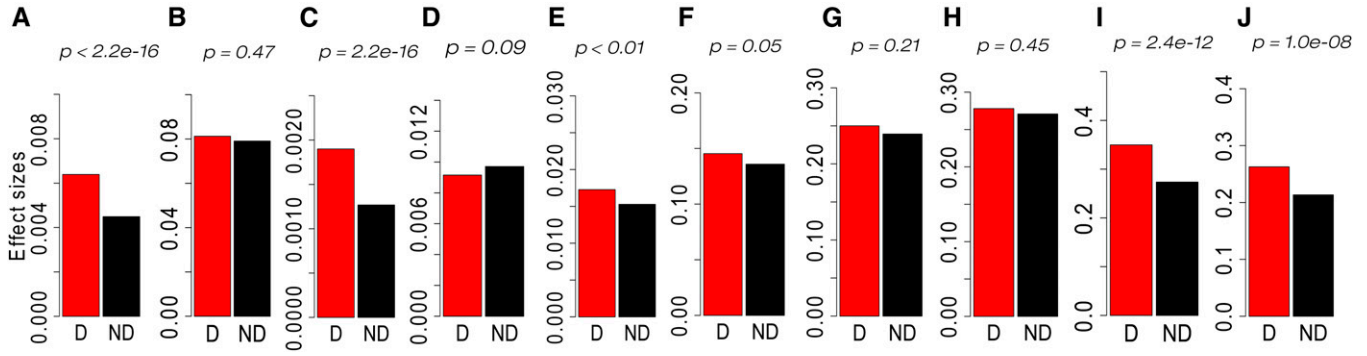 A B C D E F G H I J
p < 2.2e-16 p = 0.47 p = 2.2e-16 p = 0.09 p < 0.01 p = 0.05 p = 0.21 p = 0.45 p = 2.4e-12 p = 1.0e-08
Effect sizes
0.008
0.004
0.000
D ND
0.08
0.04
0.00
D ND
0.0020
0.0010
0.0000
D ND
0.012
0.006
0.000
D ND
0.030
0.020
0.010
0.00
D ND
0.20
0.10
0.00
D ND
0.30
0.20
0.10
0.00
D ND
0.30
0.20
0.10
0.00
D ND
0.4
0.2
0.0
D ND
0.4
0.3
0.2
0.1
0.0
D ND